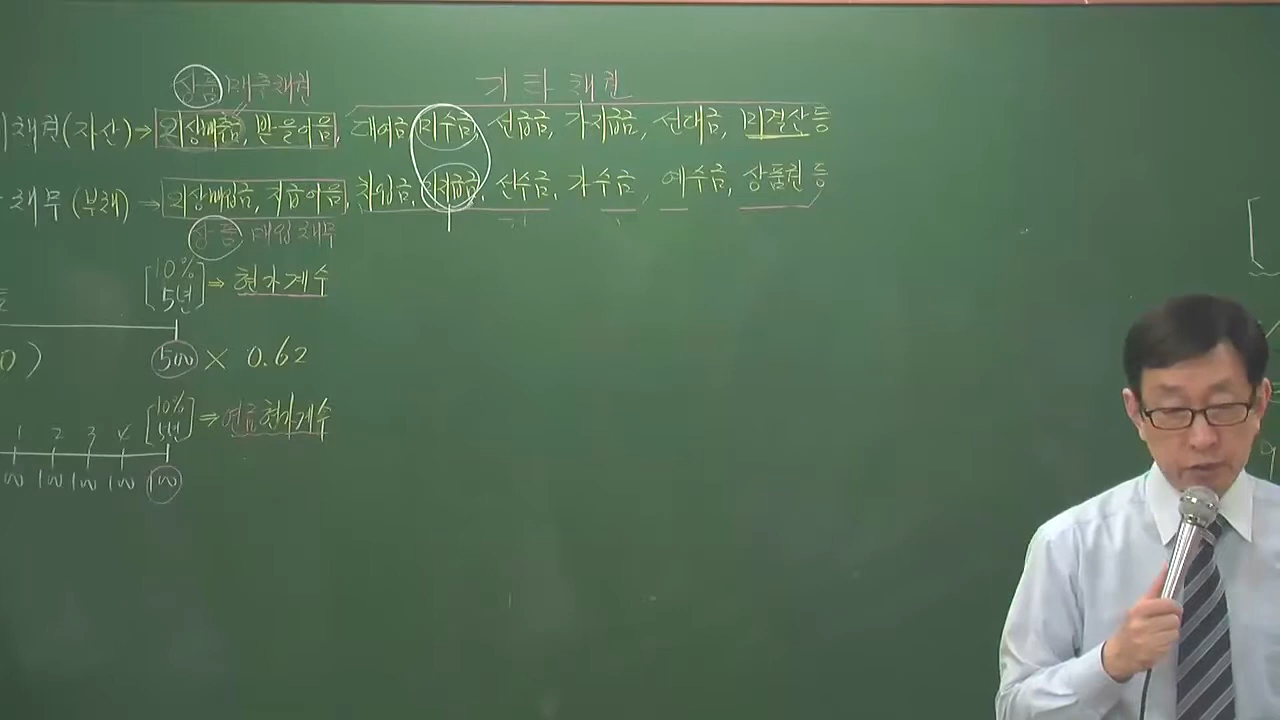 상품 매출채권 기타채권
채권(자산)→ 외상매출금, 받을어음, 대여금, 미수금, 선급금, 가지급금, 선대금, 미결산 등
채무(부채)→ 외상매입금, 지급어음, 차입금, 미지급금, 선수금, 가수금, 예수금, 상품권 등
상품 매입채무
[10% 5년] ⇒ 현가계수
0) 500 × 0.62
[10% 5년] ⇒ 연금현가계수
1 2 3 4
100 100 100 100 100